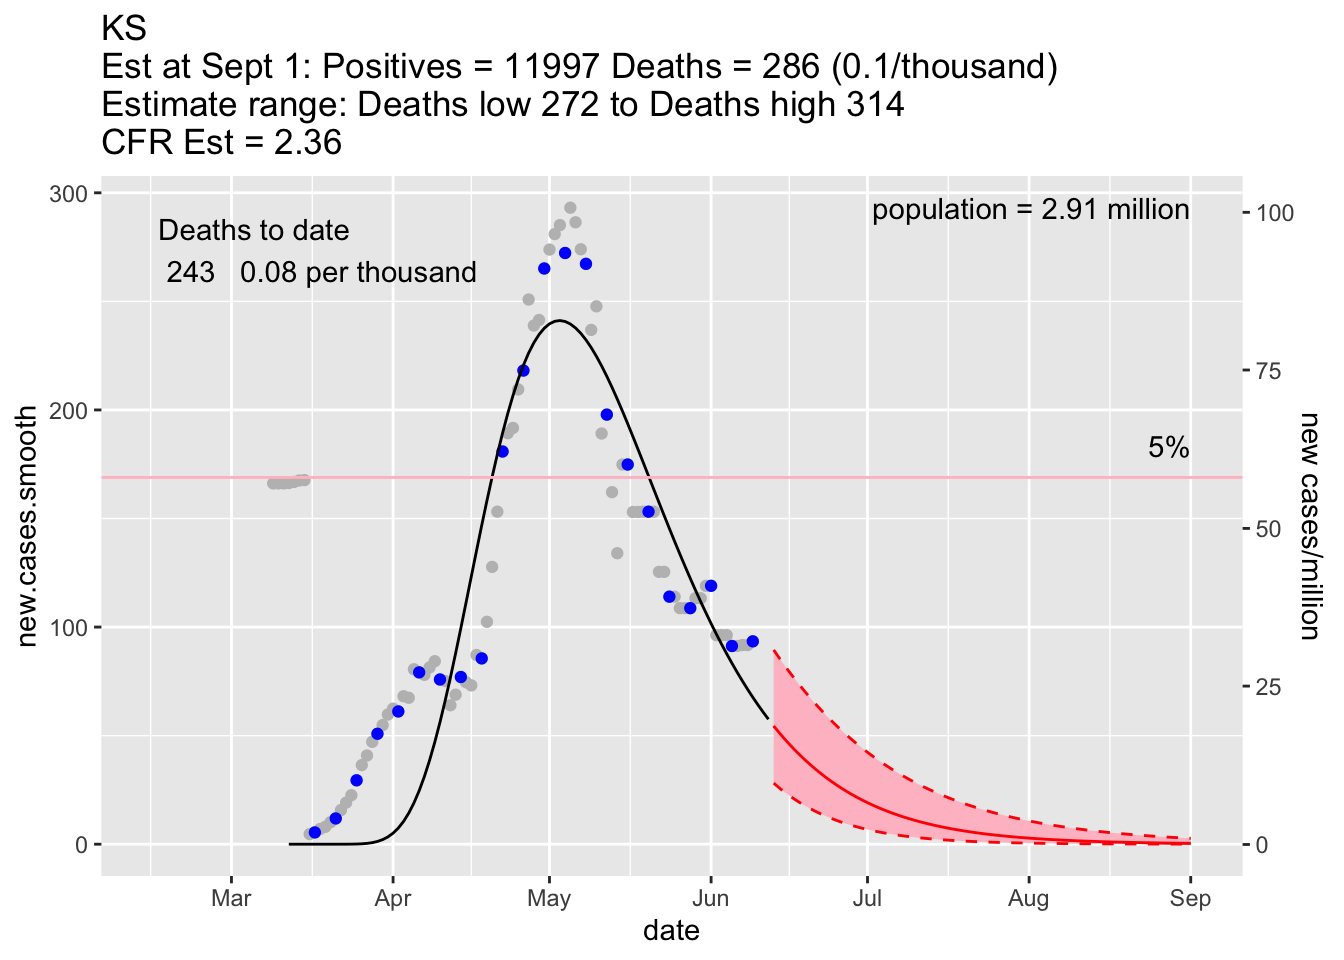 KS
Est at Sept 1: Positives = 11997 Deaths = 286 (0.1/thousand)
Estimate range: Deaths low 272 to Deaths high 314
CFR Est = 2.36
300
200
100
0
new.cases.smooth
Deaths to date
243 0.08 per thousand
population = 2.91 million
5%
100
75
50
25
0
new cases/million
Mar Apr May Jun Jul Aug Sep
date